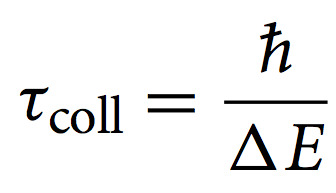 τ_coll = ħ / ΔE